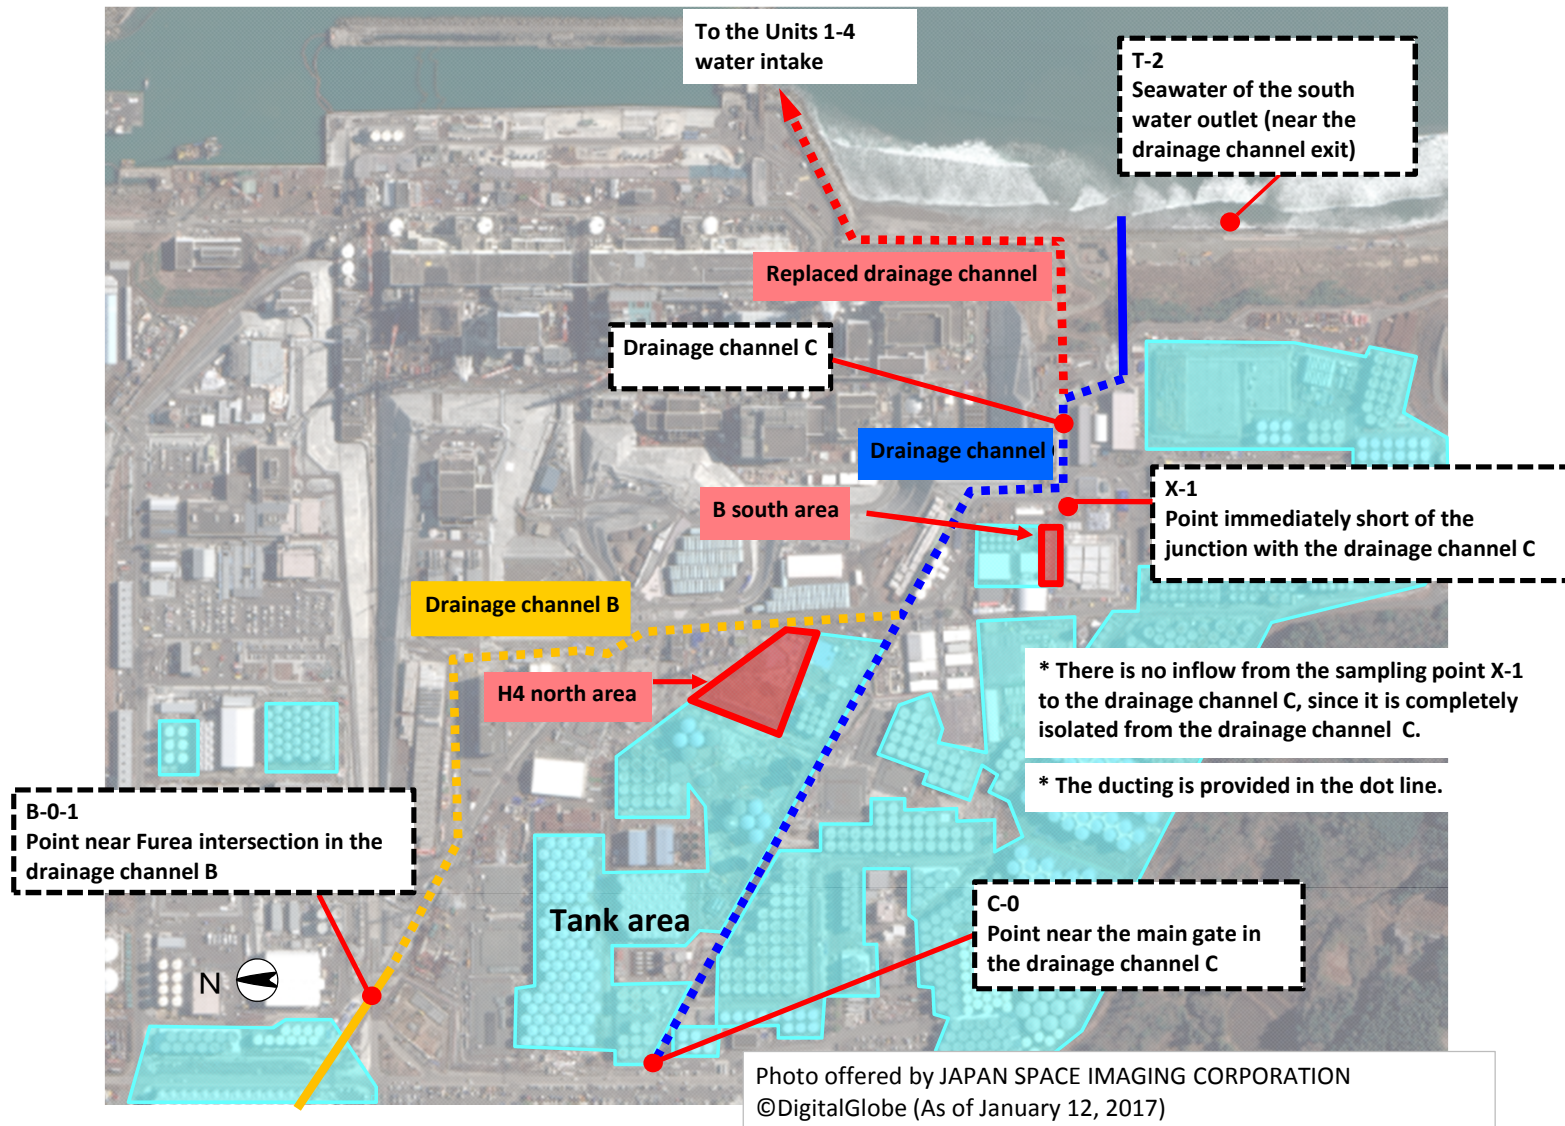 To the Units 1-4
water intake
T-2
Seawater of the south
water outlet (near the
drainage channel exit)
Replaced drainage channel
Drainage channel C
Drainage channel
B south area
X-1
Point immediately short of the
junction with the drainage channel C
Drainage channel B
H4 north area
* There is no inflow from the sampling point X-1
to the drainage channel C, since it is completely
isolated from the drainage channel C.
* The ducting is provided in the dot line.
B-0-1
Point near Furea intersection in the
drainage channel B
Tank area
C-0
Point near the main gate in
the drainage channel C
N
Photo offered by JAPAN SPACE IMAGING CORPORATION
©DigitalGlobe (As of January 12, 2017)